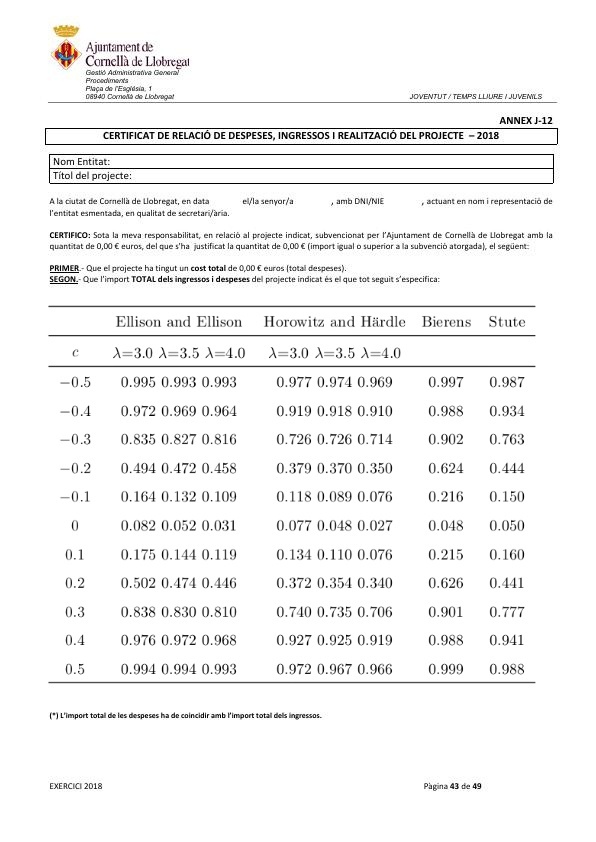 Ajuntament de
Cornellà de Llobregat
Gestió Administrativa General
Procediments
Plaça de l'Església, 1
08940 Cornellà de Llobregat
JOVENTUT / TEMPS LLIURE I JUVENILS
ANNEX J-12
CERTIFICAT DE RELACIÓ DE DESPESES, INGRESSOS I REALITZACIÓ DEL PROJECTE – 2018
Nom Entitat:
Títol del projecte:
A la ciutat de Cornellà de Llobregat, en data el/la senyor/a , amb DNI/NIE , actuant en nom i representació de
l'entitat esmentada, en qualitat de secretari/ària.
CERTIFICO: Sota la meva responsabilitat, en relació al projecte indicat, subvencionat per l'Ajuntament de Cornellà de Llobregat amb la
quantitat de 0,00 € euros, del que s'ha justificat la quantitat de 0,00 € (import igual o superior a la subvenció atorgada), el següent:
PRIMER.- Que el projecte ha tingut un cost total de 0,00 € euros (total despeses).
SEGON.- Que l'import TOTAL dels ingressos i despeses del projecte indicat és el que tot seguit s'especifica:
Ellison and Ellison Horowitz and Härdle Bierens Stute
c λ=3.0 λ=3.5 λ=4.0 λ=3.0 λ=3.5 λ=4.0
−0.5 0.995 0.993 0.993 0.977 0.974 0.969 0.997 0.987
−0.4 0.972 0.969 0.964 0.919 0.918 0.910 0.988 0.934
−0.3 0.835 0.827 0.816 0.726 0.726 0.714 0.902 0.763
−0.2 0.494 0.472 0.458 0.379 0.370 0.350 0.624 0.444
−0.1 0.164 0.132 0.109 0.118 0.089 0.076 0.216 0.150
0 0.082 0.052 0.031 0.077 0.048 0.027 0.048 0.050
0.1 0.175 0.144 0.119 0.134 0.110 0.076 0.215 0.160
0.2 0.502 0.474 0.446 0.372 0.354 0.340 0.626 0.441
0.3 0.838 0.830 0.810 0.740 0.735 0.706 0.901 0.777
0.4 0.976 0.972 0.968 0.927 0.925 0.919 0.988 0.941
0.5 0.994 0.994 0.993 0.972 0.967 0.966 0.999 0.988
(*) L'import total de les despeses ha de coincidir amb l'import total dels ingressos.
EXERCICI 2018 Pàgina 43 de 49